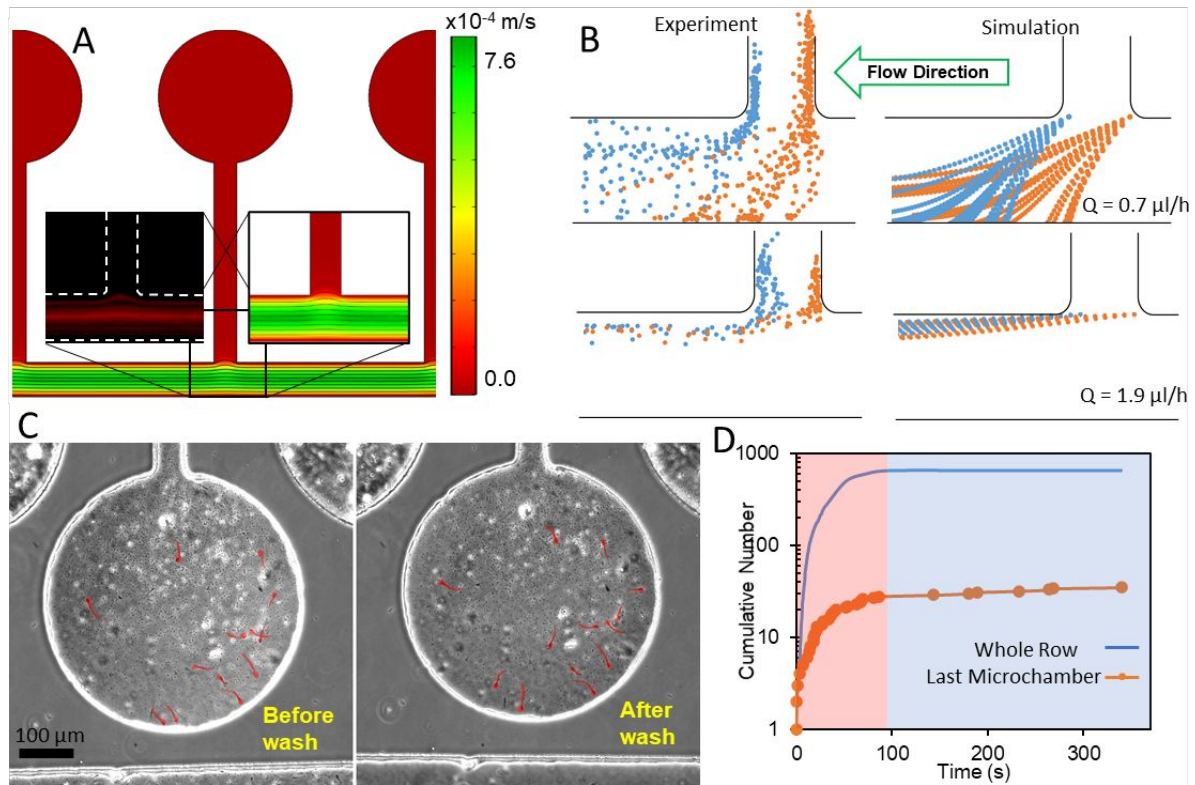 A
x10⁻⁴ m/s
7.6
0.0
B
Experiment
Simulation
Flow Direction
Q = 0.7 µl/h
Q = 1.9 µl/h
C
Before
wash
After
wash
100 µm
D
1000
100
10
1
Cumulative Number
Whole Row
Last Microchamber
0
100
200
300
Time (s)